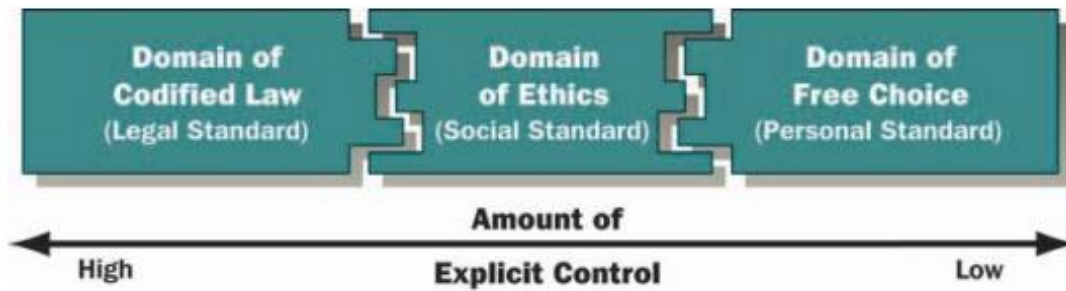 Domain of
Codified Law
(Legal Standard)
Domain
of Ethics
(Social Standard)
Domain of
Free Choice
(Personal Standard)
Amount of
High
Explicit Control
Low